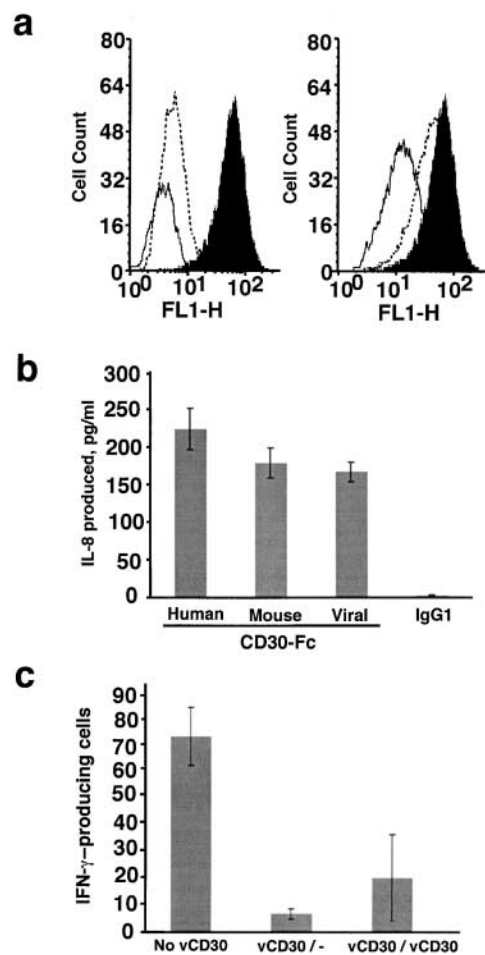 a
80
64
48
32
16
0
Cell Count
10⁰ 10¹ 10²
FL1-H
80
64
48
32
16
0
Cell Count
10⁰ 10¹ 10²
FL1-H
b
300
250
200
150
100
50
0
IL-8 produced, pg/ml
Human Mouse Viral IgG1
CD30-Fc
c
90
80
70
60
50
40
30
20
10
0
IFN-γ-producing cells
No vCD30 vCD30 / - vCD30 / vCD30